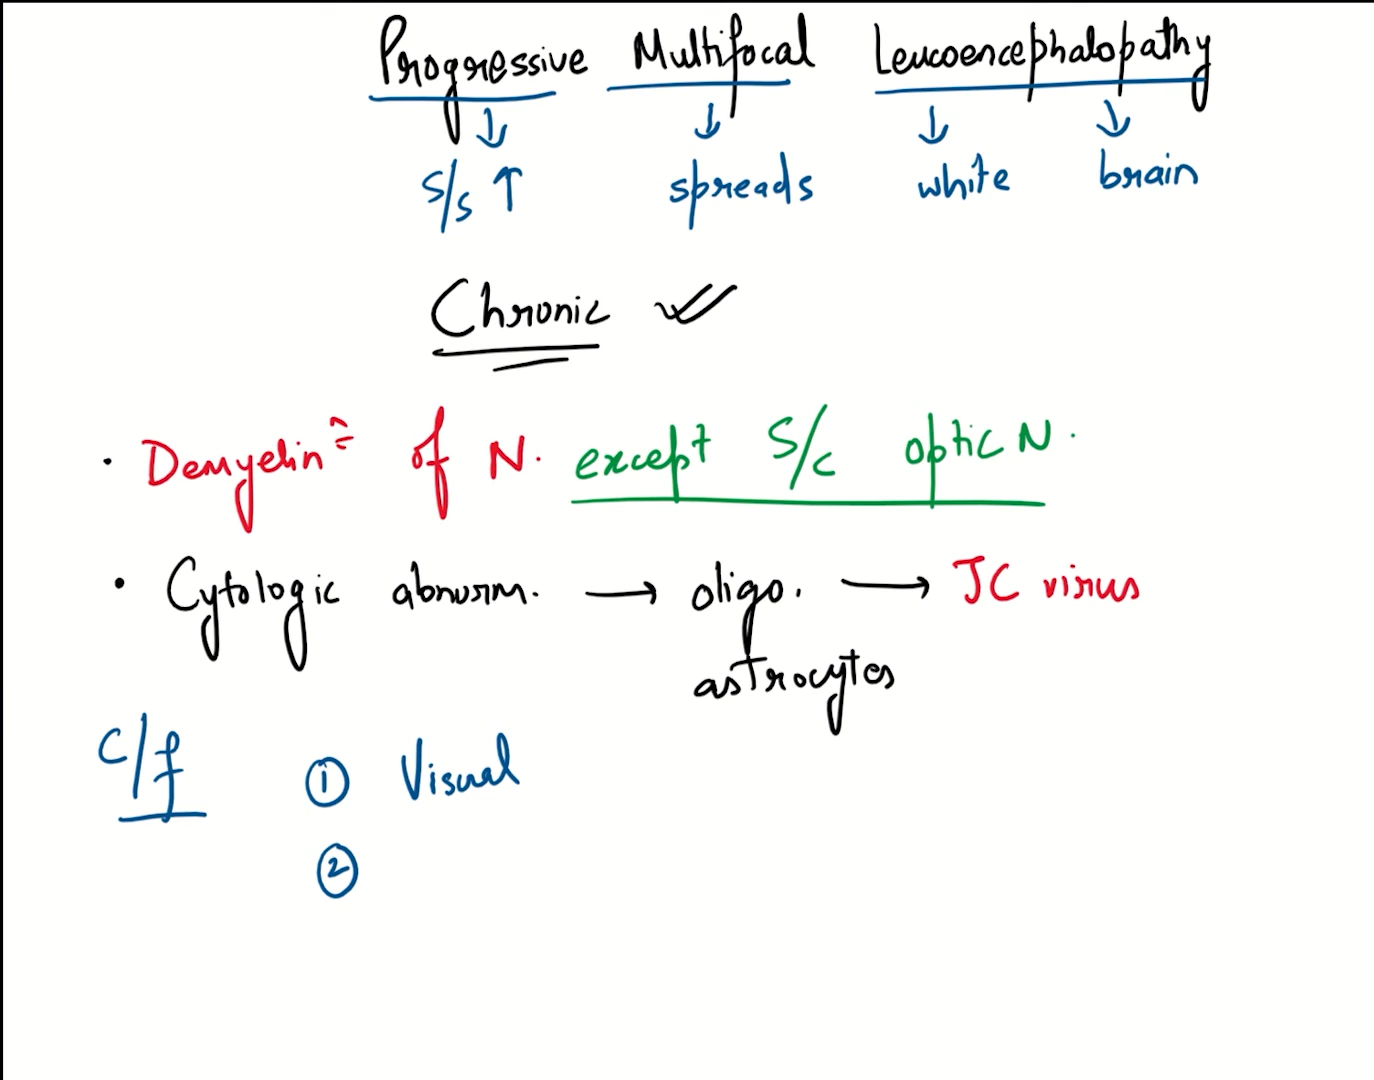 Progressive Multifocal Leucoencephalopathy
↓ ↓ ↓ ↓
S/s ↑ spreads white brain
Chronic ✓✓
• Demyelinⁿ of N. except S/c optic N.
• Cytologic abnorm. → oligo. → JC virus
astrocytes
C/f ① Visual
②